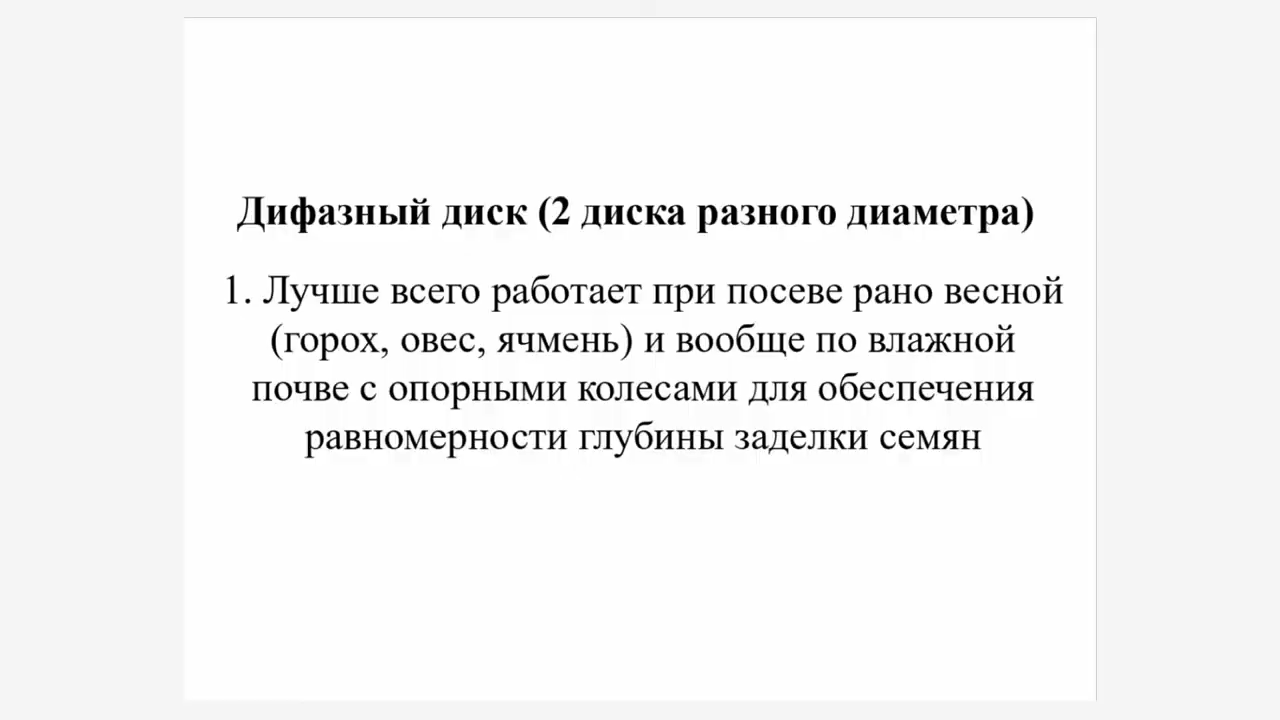 Дифазный диск (2 диска разного диаметра)
1. Лучше всего работает при посеве рано весной
(горох, овес, ячмень) и вообще по влажной
почве с опорными колесами для обеспечения
равномерности глубины заделки семян